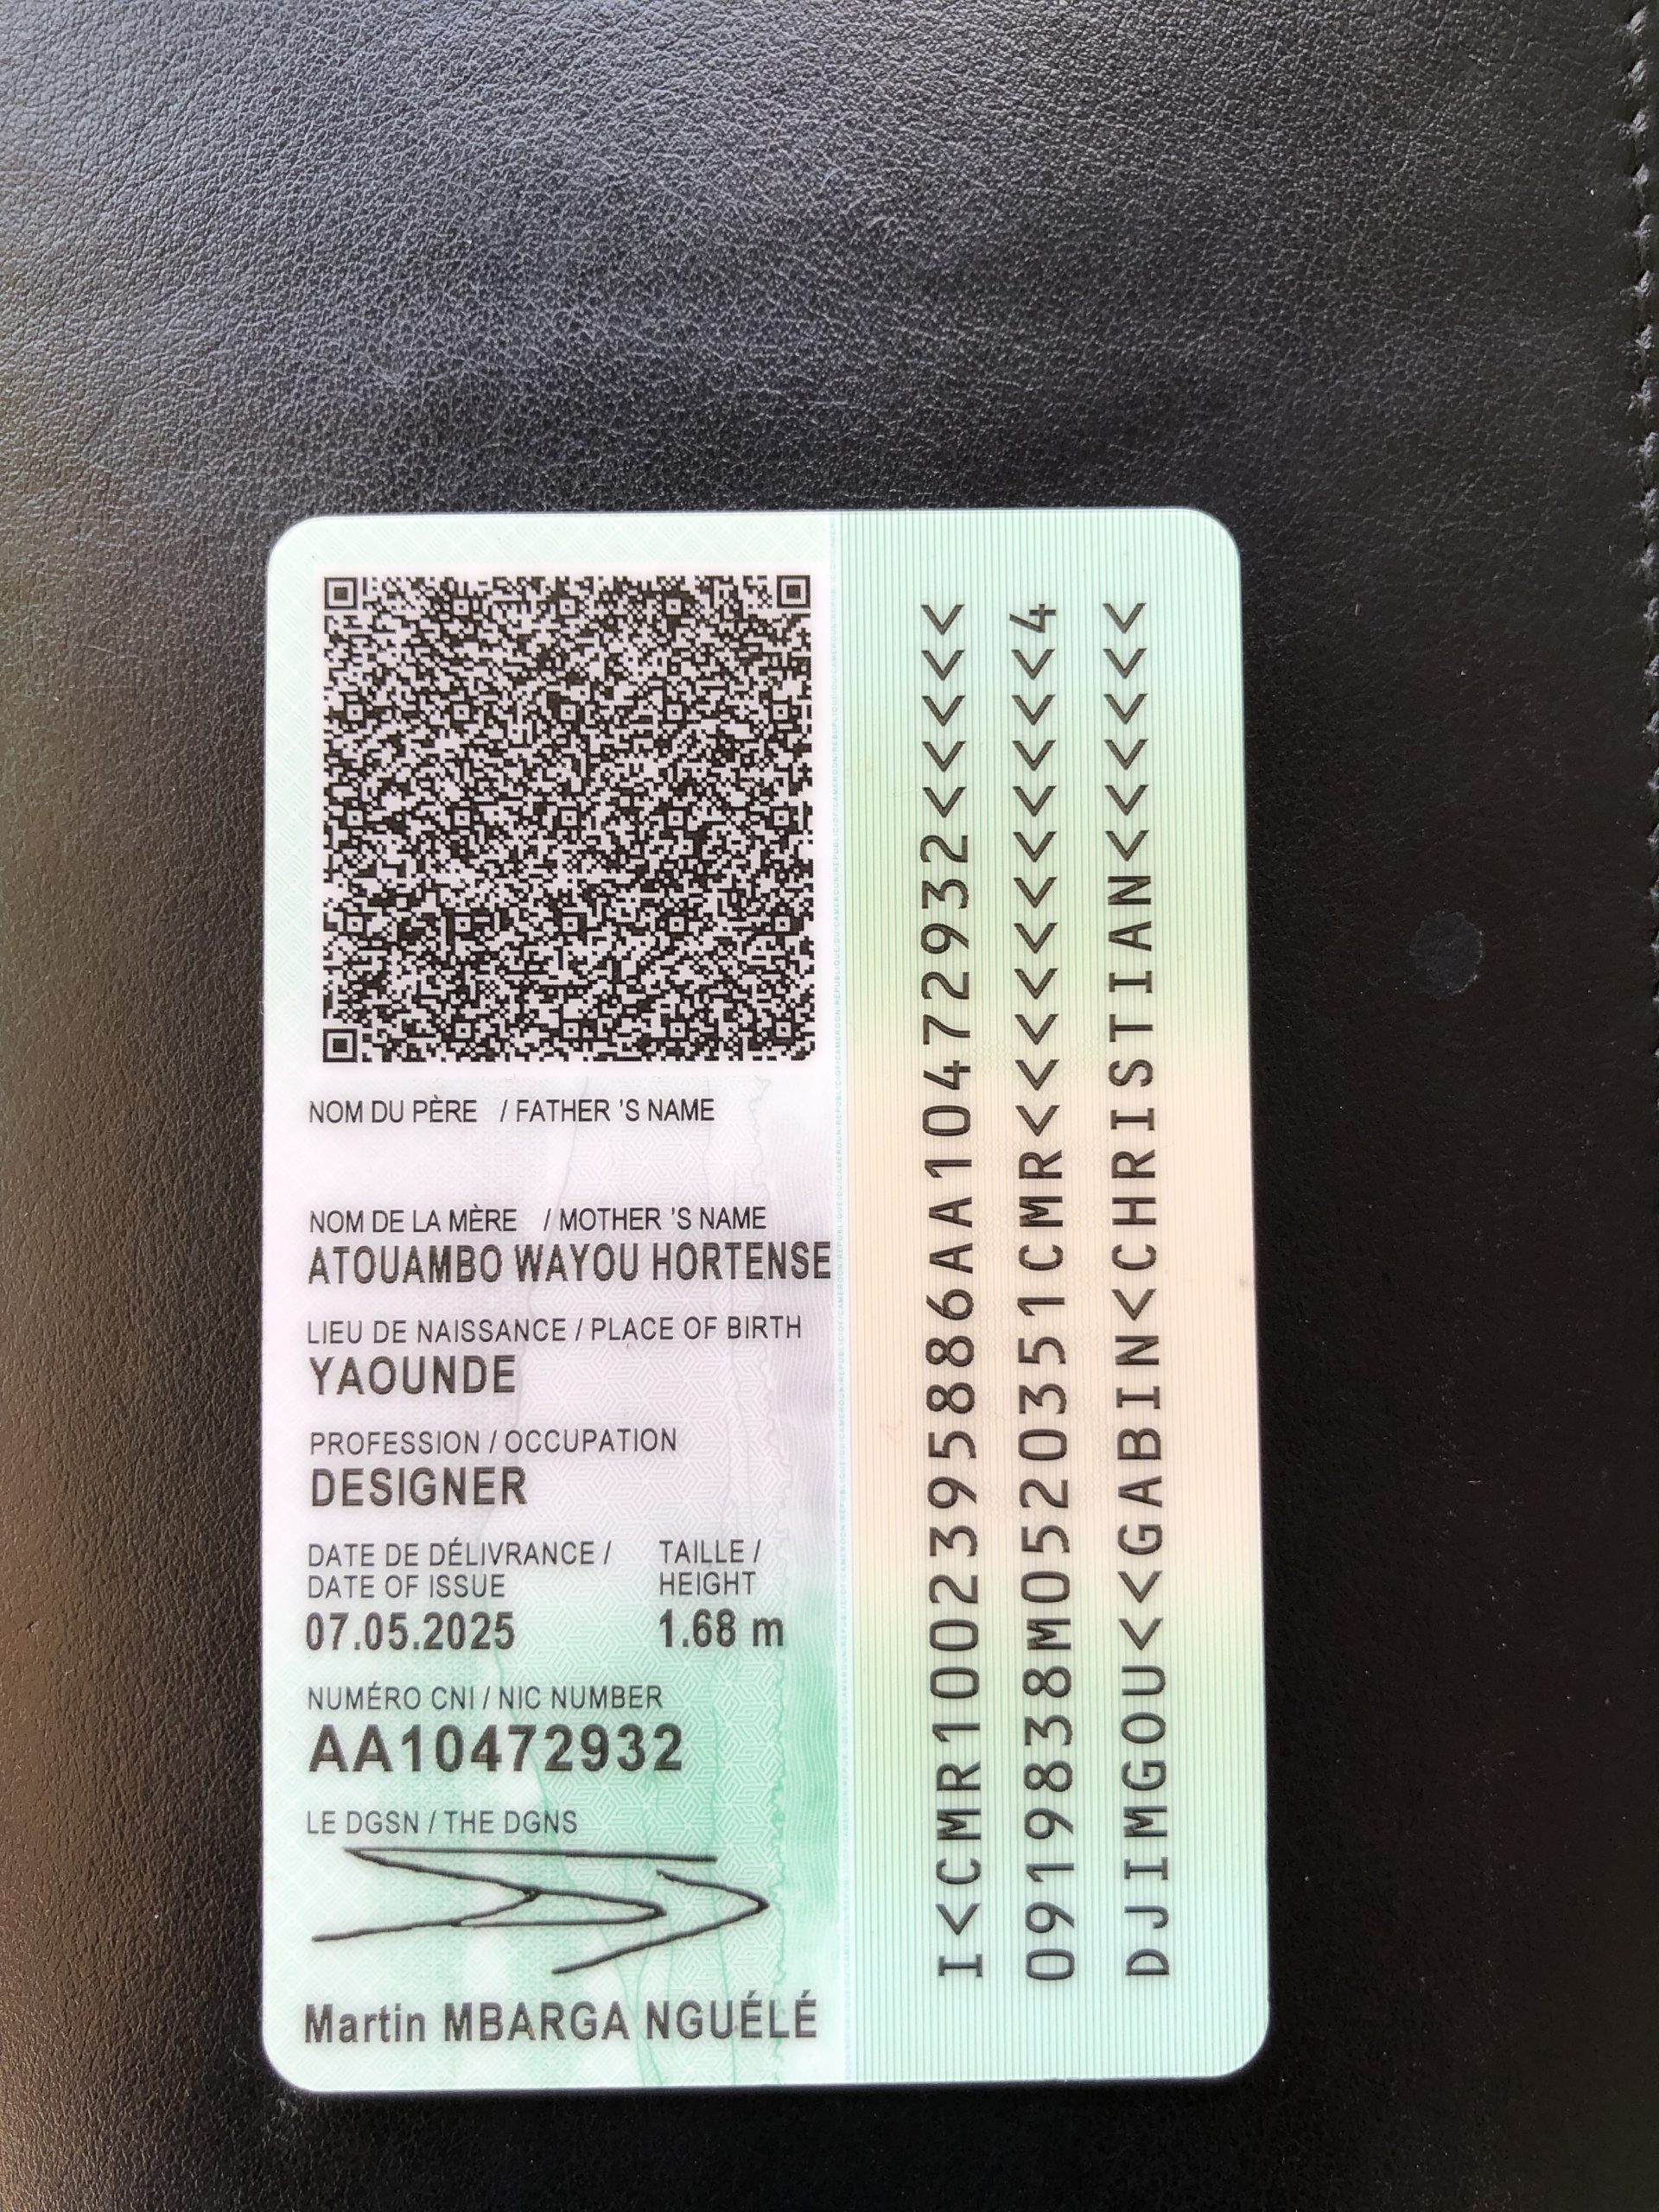 NOM DU PÈRE / FATHER 'S NAME
NOM DE LA MÈRE / MOTHER 'S NAME
ATOUAMBO WAYOU HORTENSE
LIEU DE NAISSANCE / PLACE OF BIRTH
YAOUNDE
PROFESSION / OCCUPATION
DESIGNER
DATE DE DÉLIVRANCE / TAILLE /
DATE OF ISSUE HEIGHT
07.05.2025 1.68 m
NUMÉRO CNI / NIC NUMBER
AA10472932
LE DGSN / THE DGNS
Martin MBARGA NGUÉLÉ
I<CMR1002395886AA10472932<<<<<
0919838M0520351CMR<<<<<<<<<<<4
DJIMGOU<<GABIN<CHRISTIAN<<<<<<